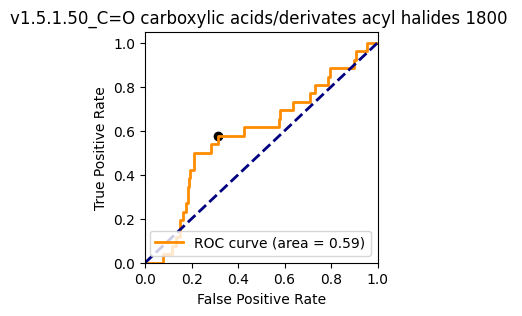 v1.5.1.50_C=O carboxylic acids/derivates acyl halides 1800
1.0
0.8
0.6
0.4
0.2
0.0
True Positive Rate
ROC curve (area = 0.59)
0.0 0.2 0.4 0.6 0.8 1.0
False Positive Rate